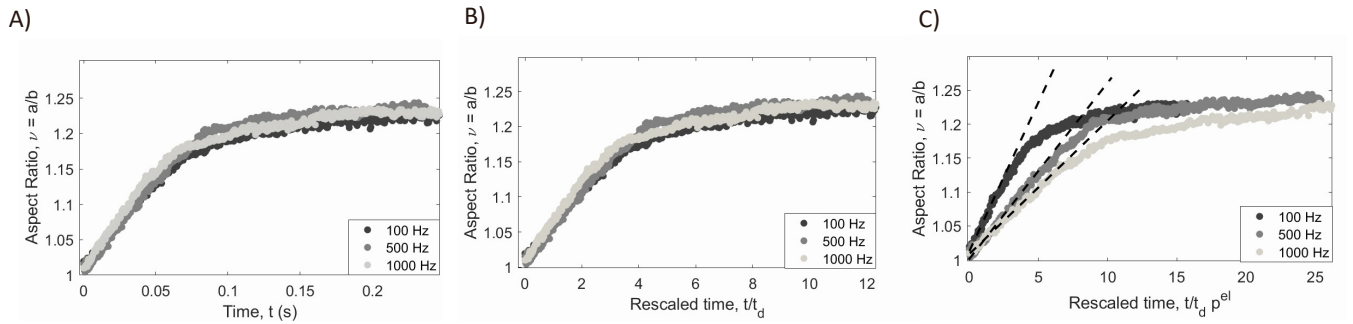 A)
Aspect Ratio, ν = a/b
1.25
1.2
1.15
1.1
1.05
1
0
0.05
0.1
0.15
0.2
Time, t (s)
100 Hz
500 Hz
1000 Hz
B)
Aspect Ratio, ν = a/b
1.25
1.2
1.15
1.1
1.05
1
0
2
4
6
8
10
12
Rescaled time, t/t_d
100 Hz
500 Hz
1000 Hz
C)
Aspect Ratio, ν = a/b
1.25
1.2
1.15
1.1
1.05
1
0
5
10
15
20
25
Rescaled time, t/t_d p^el
100 Hz
500 Hz
1000 Hz